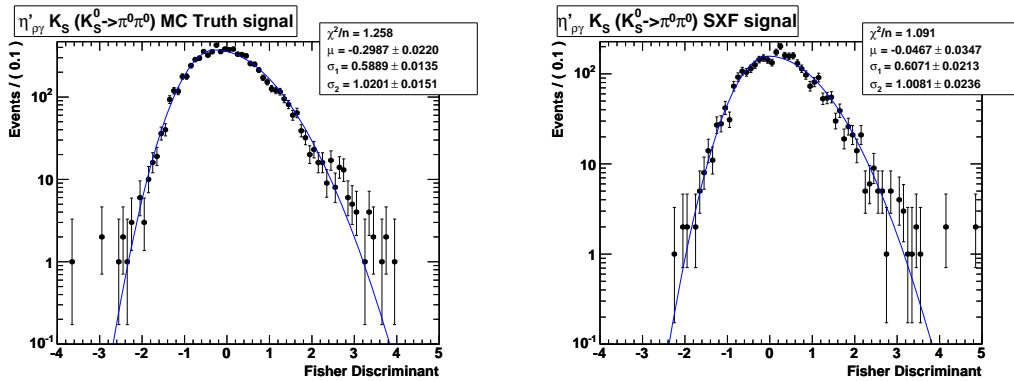 η'ργ KS (K0S->π0π0) MC Truth signal
χ2/n = 1.258
μ = -0.2987 ± 0.0220
σ1 = 0.5889 ± 0.0135
σ2 = 1.0201 ± 0.0151
Events / ( 0.1 )
102
10
1
10-1
-4 -3 -2 -1 0 1 2 3 4 5
Fisher Discriminant
η'ργ KS (K0S->π0π0) SXF signal
χ2/n = 1.091
μ = -0.0467 ± 0.0347
σ1 = 0.6071 ± 0.0213
σ2 = 1.0081 ± 0.0236
Events / ( 0.1 )
102
10
1
10-1
-4 -3 -2 -1 0 1 2 3 4 5
Fisher Discriminant